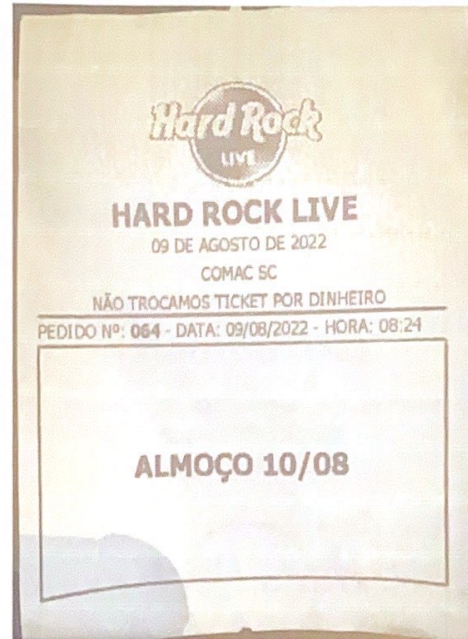 Hard Rock
LIVE
HARD ROCK LIVE
09 DE AGOSTO DE 2022
COMAC SC
NÃO TROCAMOS TICKET POR DINHEIRO
PEDIDO Nº: 064 - DATA: 09/08/2022 - HORA: 08:24
ALMOÇO 10/08